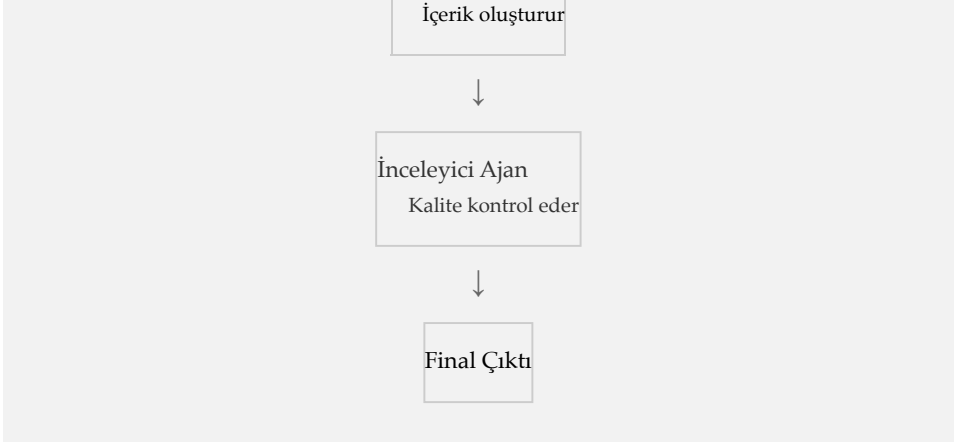 İçerik oluşturur
↓
İnceleyici Ajan
Kalite kontrol eder
↓
Final Çıktı